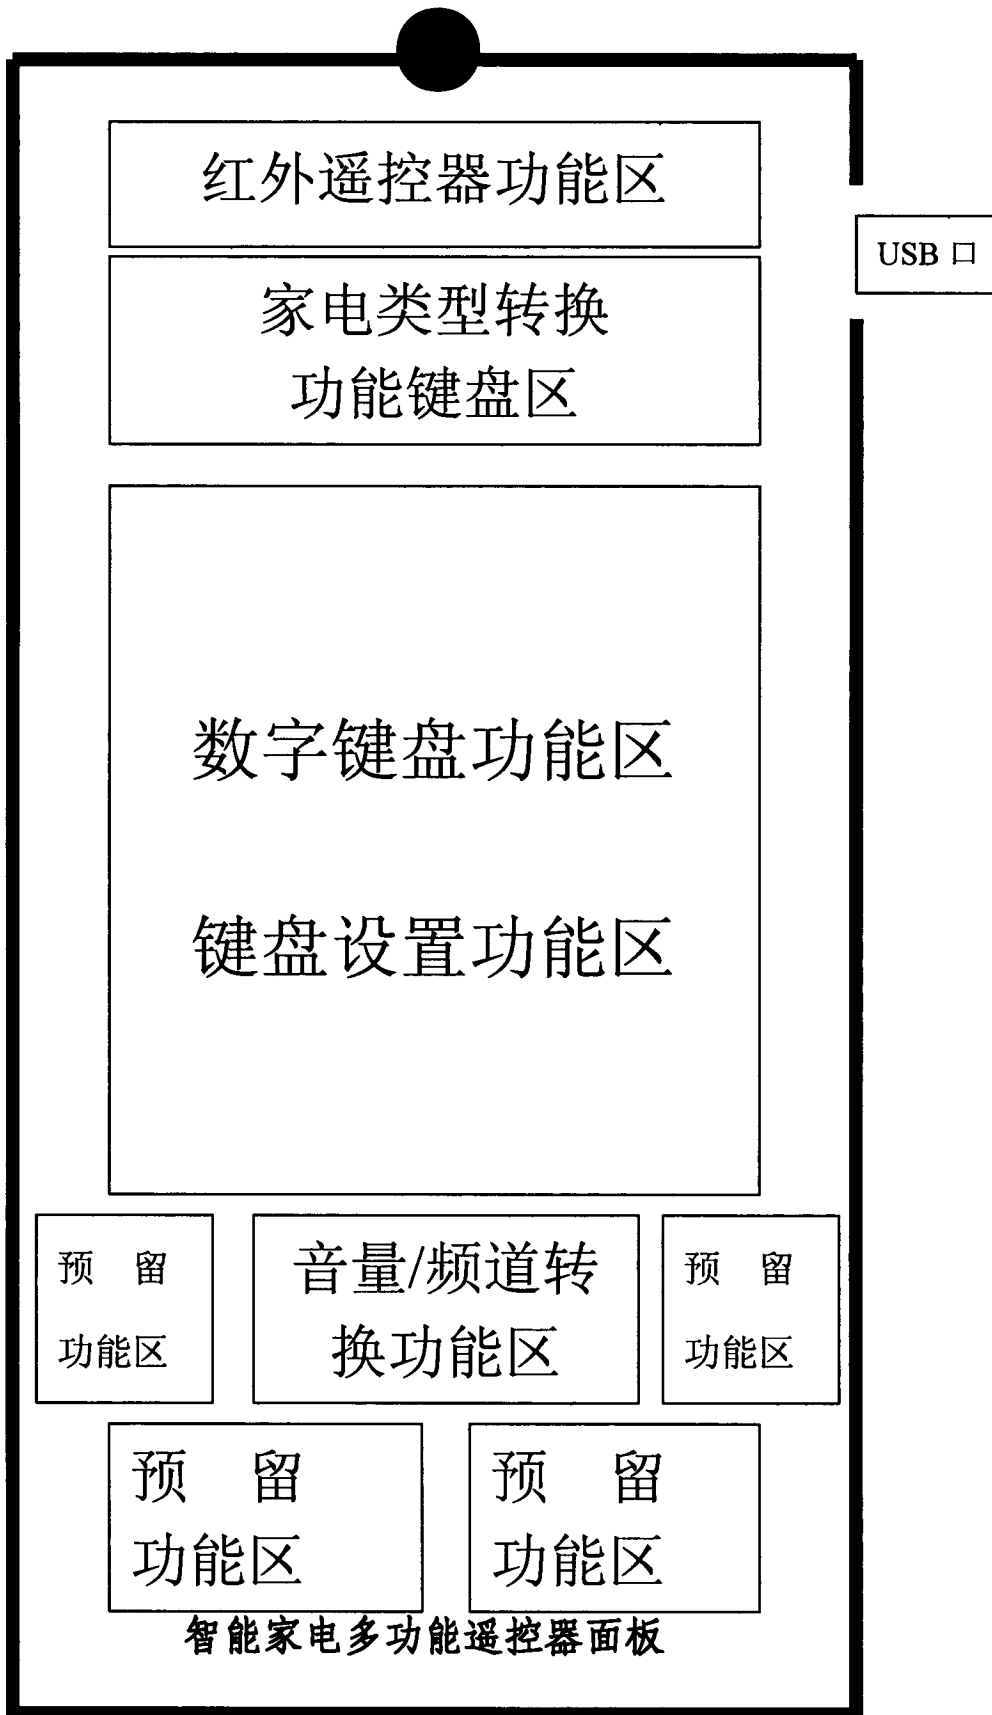 红外遥控器功能区
USB 口
家电类型转换
功能键盘区
数字键盘功能区
键盘设置功能区
预 留
功能区
音量/频道转
换功能区
预 留
功能区
预 留
功能区
预 留
功能区
智能家电多功能遥控器面板